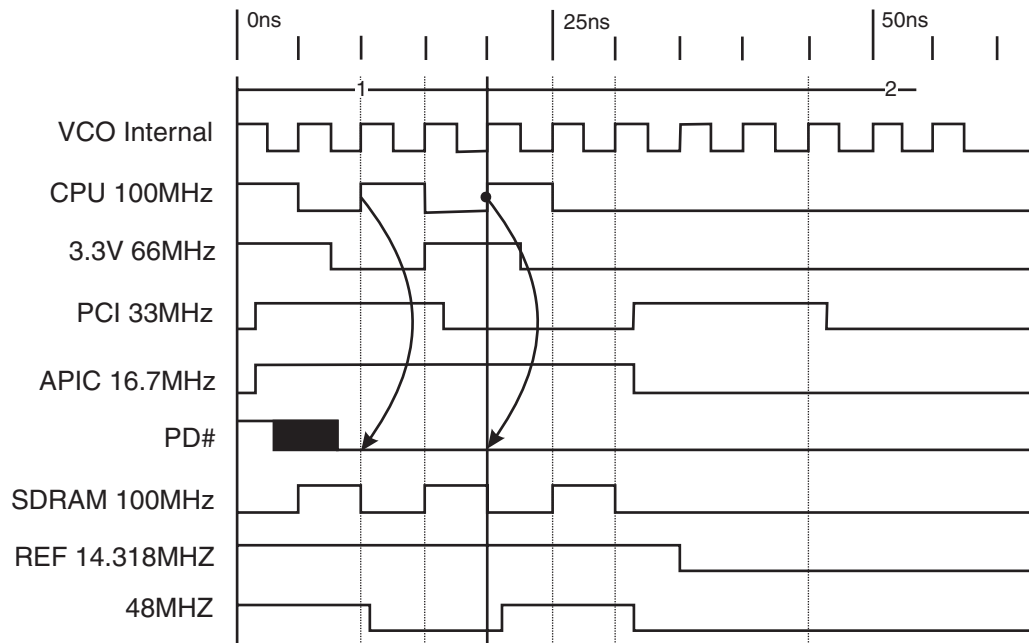 0ns 25ns 50ns
1 2
VCO Internal
CPU 100MHz
3.3V 66MHz
PCI 33MHz
APIC 16.7MHz
PD#
SDRAM 100MHz
REF 14.318MHZ
48MHZ